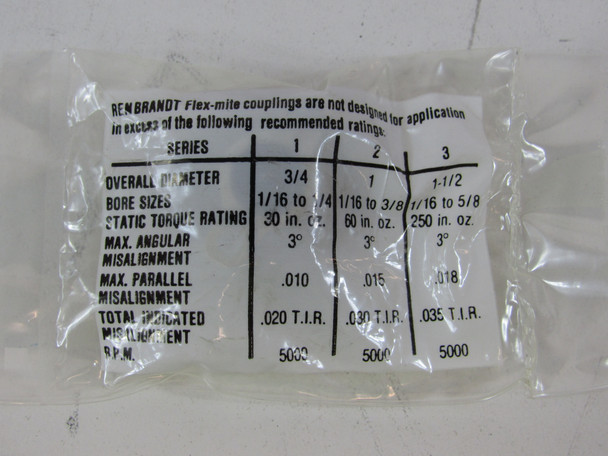 REMBRANDT Flex-mite couplings are not designed for application
in excess of the following recommended ratings:
SERIES 1 2 3
OVERALL DIAMETER 3/4 1 1-1/2
BORE SIZES 1/16 to 1/4 1/16 to 3/8 1/16 to 5/8
STATIC TORQUE RATING 30 in. oz. 60 in. oz. 250 in. oz.
MAX. ANGULAR 3° 3° 3°
MISALIGNMENT
MAX. PARALLEL .010 .015 .018
MISALIGNMENT
TOTAL INDICATED .020 T.I.R. .030 T.I.R. .035 T.I.R.
MISALIGNMENT
R.P.M. 5000 5000 5000